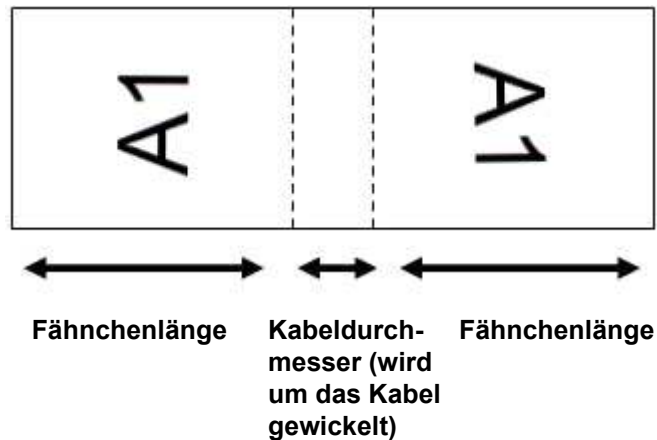 A1
A1
Fähnchenlänge
Kabeldurch-
messer (wird
um das Kabel
gewickelt)
Fähnchenlänge